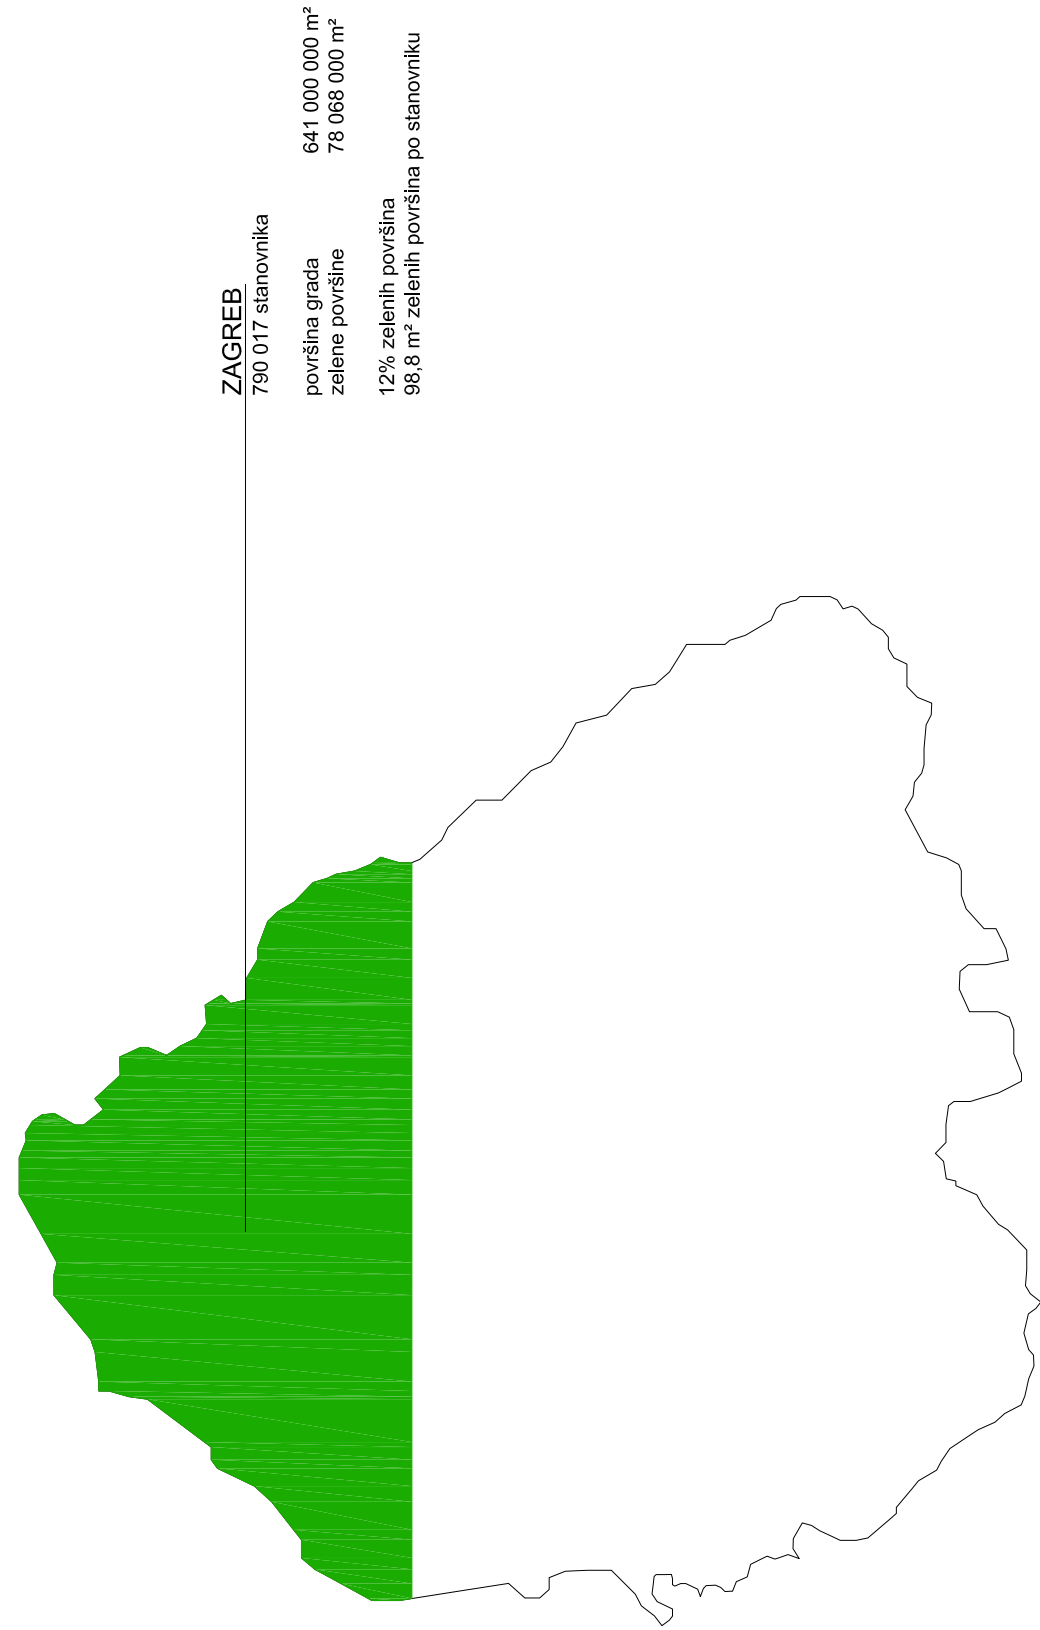 ZAGREB
790 017 stanovnika
površina grada 641 000 000 m²
zelene površine 78 068 000 m²
12% zelenih površina
98,8 m² zelenih površina po stanovniku